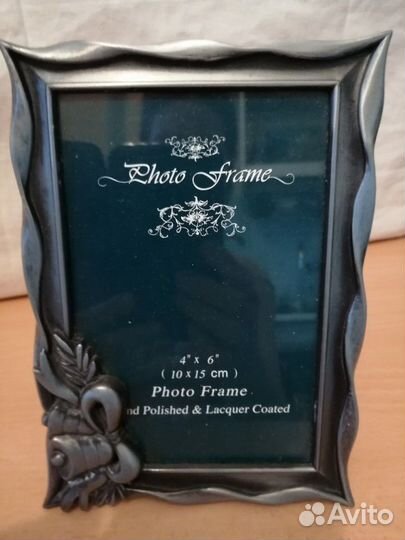 Photo Frame
4" x 6"
( 10 x 15 cm )
Photo Frame
nd Polished & Lacquer Coated
Avito